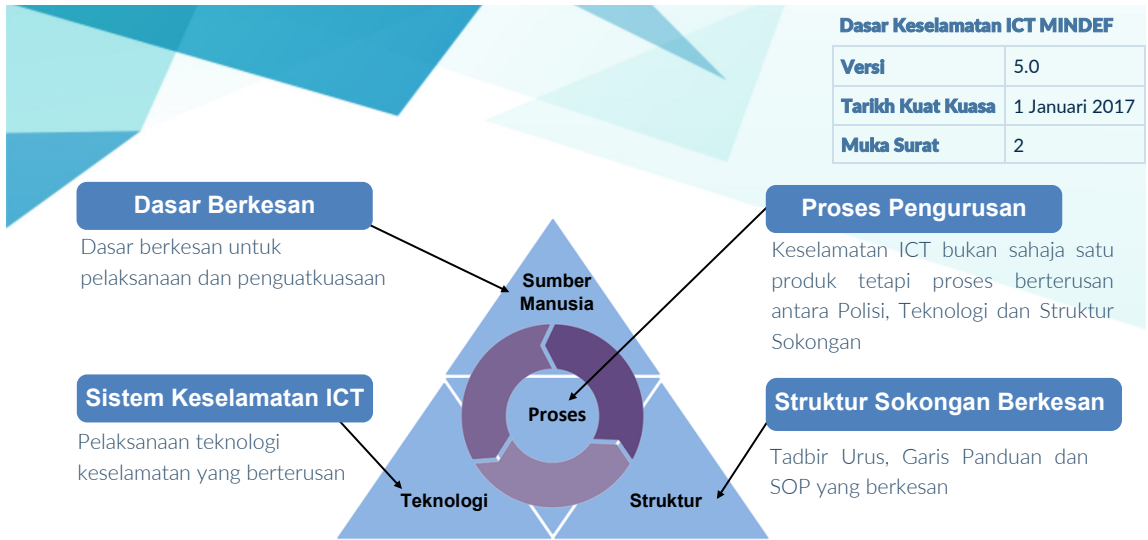 Dasar Keselamatan ICT MINDEF
Versi 5.0
Tarikh Kuat Kuasa 1 Januari 2017
Muka Surat 2
Dasar Berkesan
Dasar berkesan untuk
pelaksanaan dan penguatkuasaan
Proses Pengurusan
Keselamatan ICT bukan sahaja satu
produk tetapi proses berterusan
antara Polisi, Teknologi dan Struktur
Sokongan
Sumber
Manusia
Proses
Teknologi
Struktur
Sistem Keselamatan ICT
Pelaksanaan teknologi
keselamatan yang berterusan
Struktur Sokongan Berkesan
Tadbir Urus, Garis Panduan dan
SOP yang berkesan